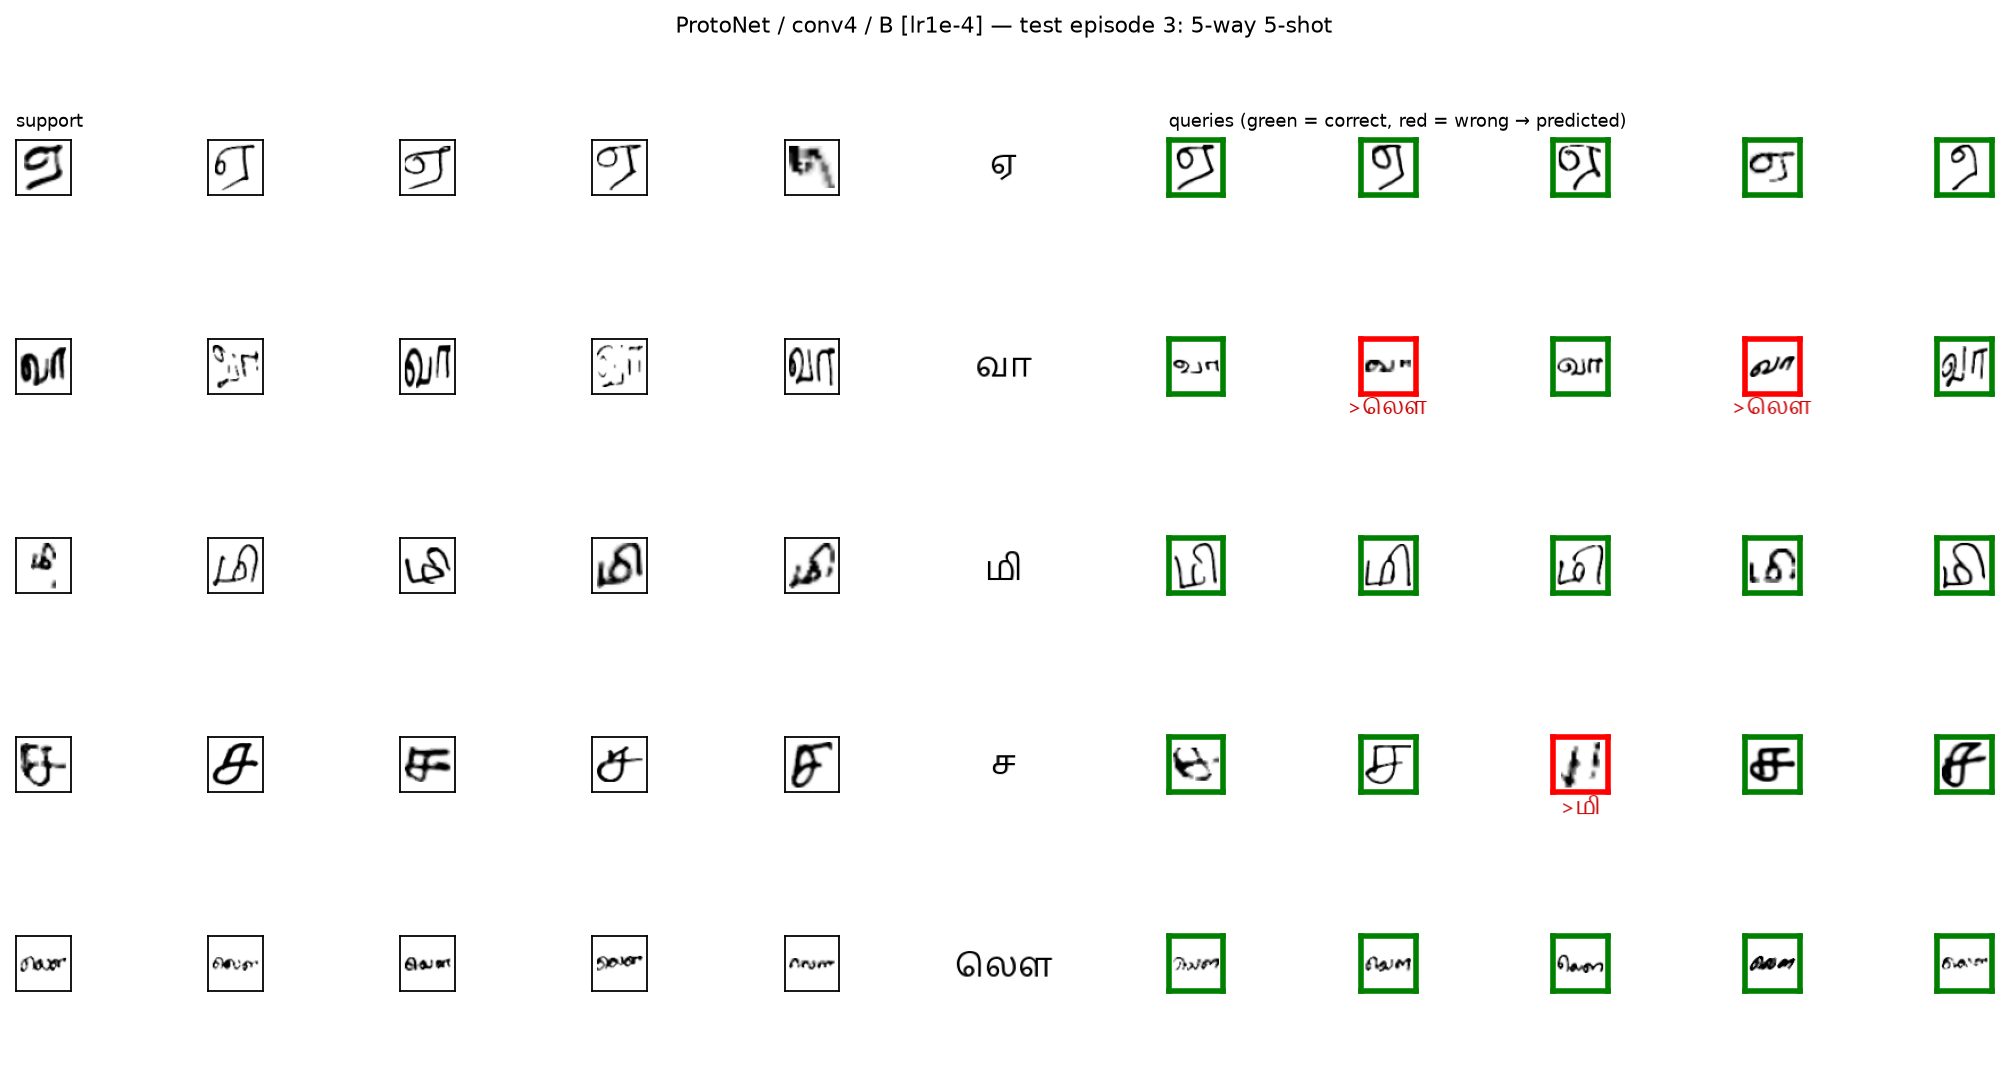 ProtoNet / conv4 / B [lr1e-4] — test episode 3: 5-way 5-shot
support
queries (green = correct, red = wrong → predicted)
ஏ ஏ ஏ ஏ ஏ ஏ ஏ ஏ ஏ
வா வா வா வா வா வா வா வா வா
>லௌ >லௌ
மி மி மி மி மி மி மி மி மி மி மி
ச ச ச ச ச ச ச ச ச
>மி
லௌ லௌ லௌ லௌ லௌ லௌ லௌ லௌ லௌ